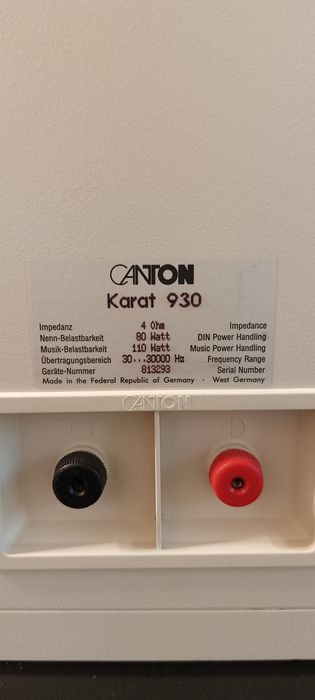 CANTON
Karat 930
Impedanz 4 Ohm Impedance
Nenn-Belastbarkeit 80 Watt DIN Power Handling
Musik-Belastbarkeit 110 Watt Music Power Handling
Übertragungsbereich 30...30000 Hz Frequency Range
Geräte-Nummer 813293 Serial Number
Made in the Federal Republic of Germany · West Germany
CANTON